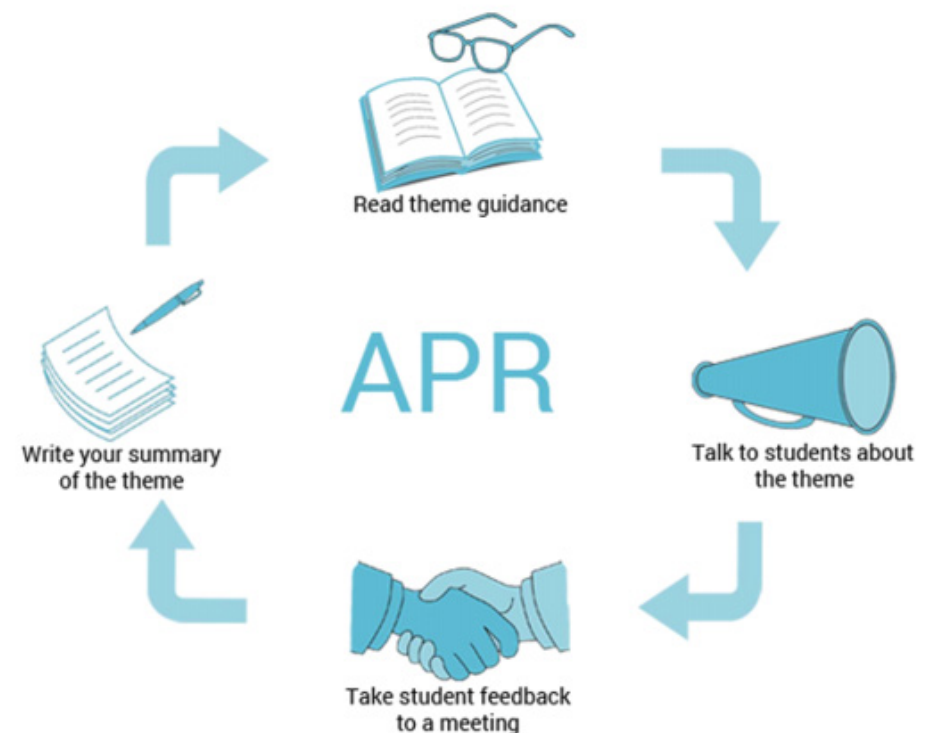 Read theme guidance
APR
Talk to students about
the theme
Write your summary
of the theme
Take student feedback
to a meeting